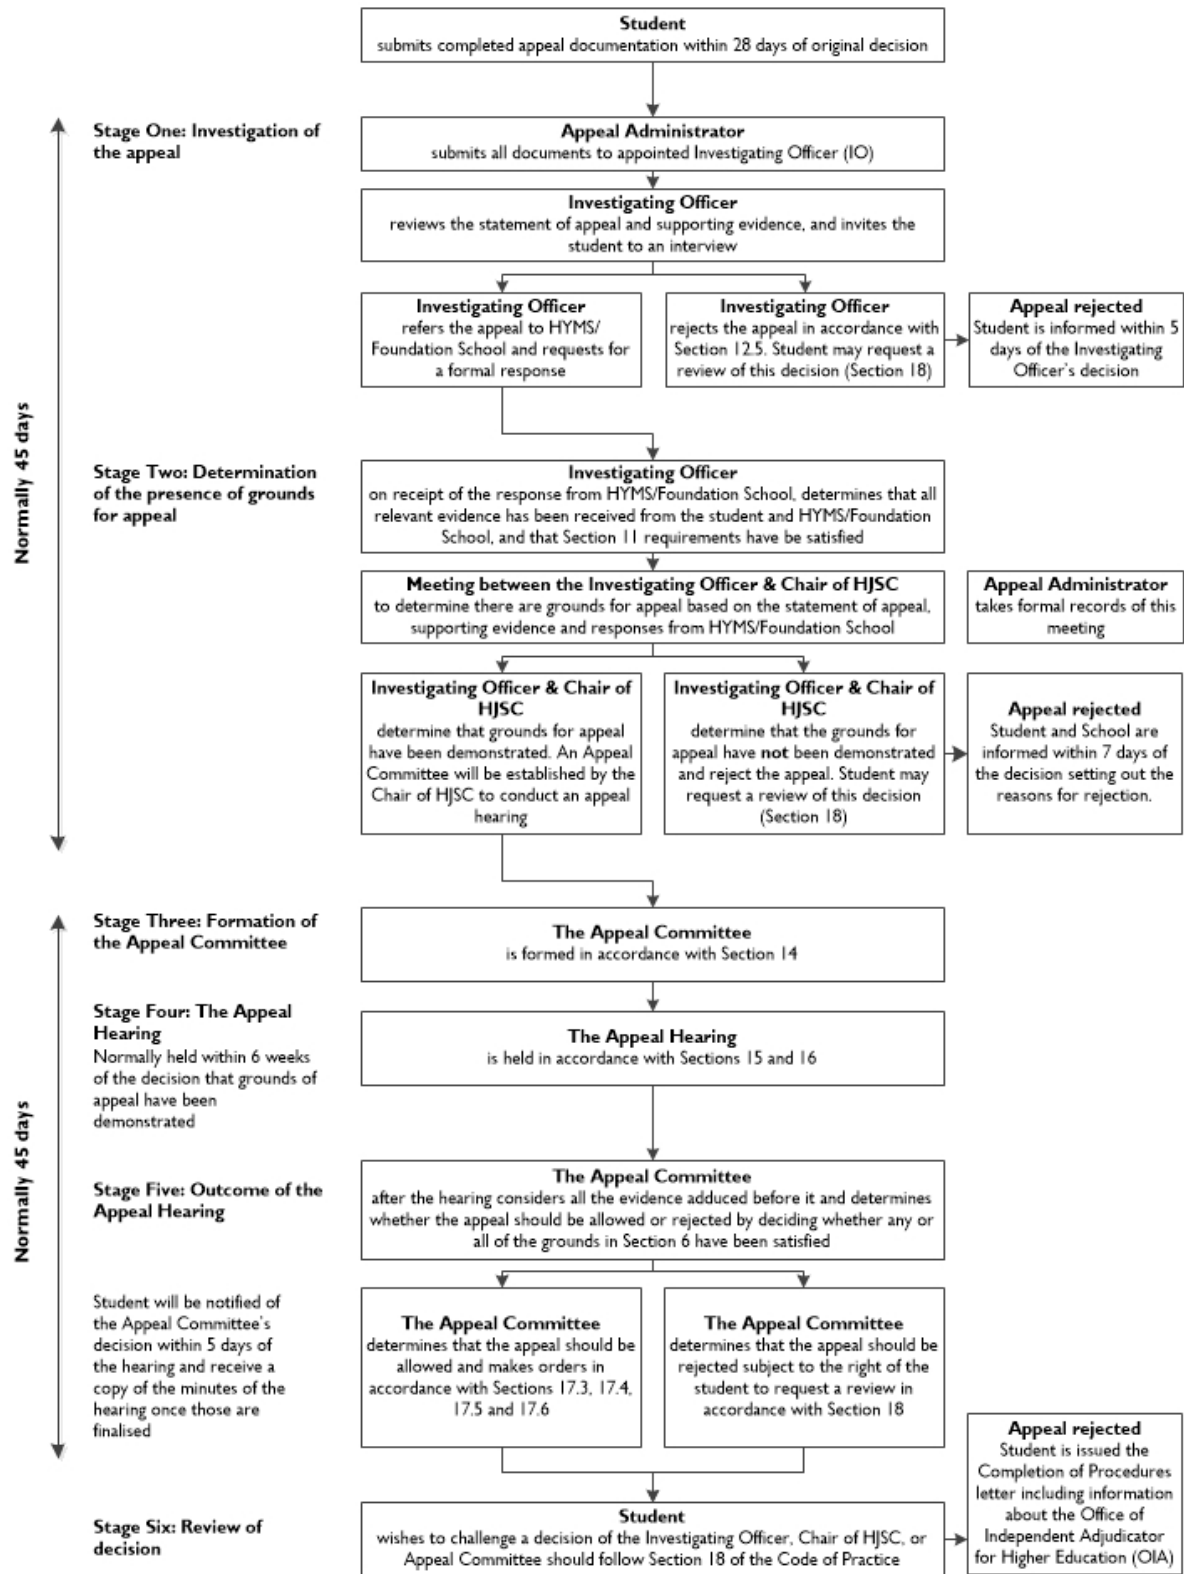 Student
submits completed appeal documentation within 28 days of original decision
Stage One: Investigation of
the appeal
Appeal Administrator
submits all documents to appointed Investigating Officer (IO)
Investigating Officer
reviews the statement of appeal and supporting evidence, and invites the
student to an interview
Investigating Officer
refers the appeal to HYMS/
Foundation School and requests for
a formal response
Investigating Officer
rejects the appeal in accordance with
Section 12.5. Student may request a
review of this decision (Section 18)
Appeal rejected
Student is informed within 5
days of the Investigating
Officer's decision
Normally 45 days
Stage Two: Determination
of the presence of grounds
for appeal
Investigating Officer
on receipt of the response from HYMS/Foundation School, determines that all
relevant evidence has been received from the student and HYMS/Foundation
School, and that Section 11 requirements have be satisfied
Meeting between the Investigating Officer & Chair of HJSC
to determine there are grounds for appeal based on the statement of appeal,
supporting evidence and responses from HYMS/Foundation School
Appeal Administrator
takes formal records of this
meeting
Investigating Officer & Chair of
HJSC
determine that grounds for appeal
have been demonstrated. An Appeal
Committee will be established by the
Chair of HJSC to conduct an appeal
hearing
Investigating Officer & Chair of
HJSC
determine that the grounds for
appeal have not been demonstrated
and reject the appeal. Student may
request a review of this decision
(Section 18)
Appeal rejected
Student and School are
informed within 7 days of
the decision setting out the
reasons for rejection.
Stage Three: Formation of
the Appeal Committee
The Appeal Committee
is formed in accordance with Section 14
Stage Four: The Appeal
Hearing
Normally held within 6 weeks
of the decision that grounds of
appeal have been
demonstrated
The Appeal Hearing
is held in accordance with Sections 15 and 16
Normally 45 days
Stage Five: Outcome of the
Appeal Hearing
The Appeal Committee
after the hearing considers all the evidence adduced before it and determines
whether the appeal should be allowed or rejected by deciding whether any or
all of the grounds in Section 6 have been satisfied
Student will be notified of
the Appeal Committee's
decision within 5 days of
the hearing and receive a
copy of the minutes of the
hearing once those are
finalised
The Appeal Committee
determines that the appeal should be
allowed and makes orders in
accordance with Sections 17.3, 17.4,
17.5 and 17.6
The Appeal Committee
determines that the appeal should be
rejected subject to the right of the
student to request a review in
accordance with Section 18
Appeal rejected
Student is issued the
Completion of Procedures
letter including information
about the Office of
Independent Adjudicator
for Higher Education (OIA)
Stage Six: Review of
decision
Student
wishes to challenge a decision of the Investigating Officer, Chair of HJSC, or
Appeal Committee should follow Section 18 of the Code of Practice